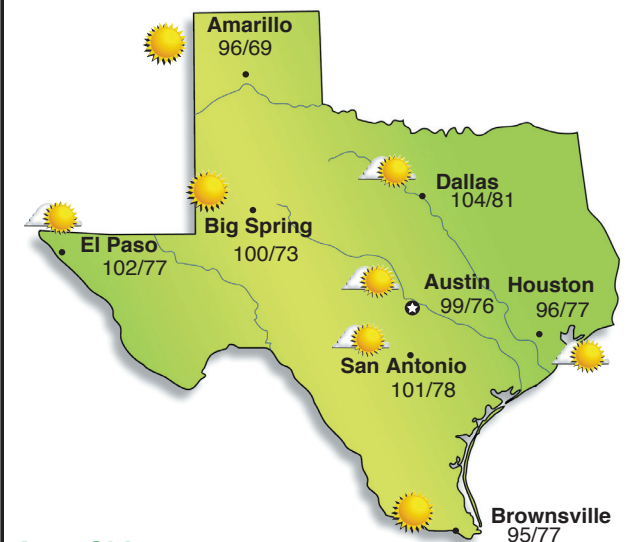 Amarillo
96/69
Dallas
104/81
Big Spring
100/73
El Paso
102/77
Austin
99/76
Houston
96/77
San Antonio
101/78
Brownsville
95/77